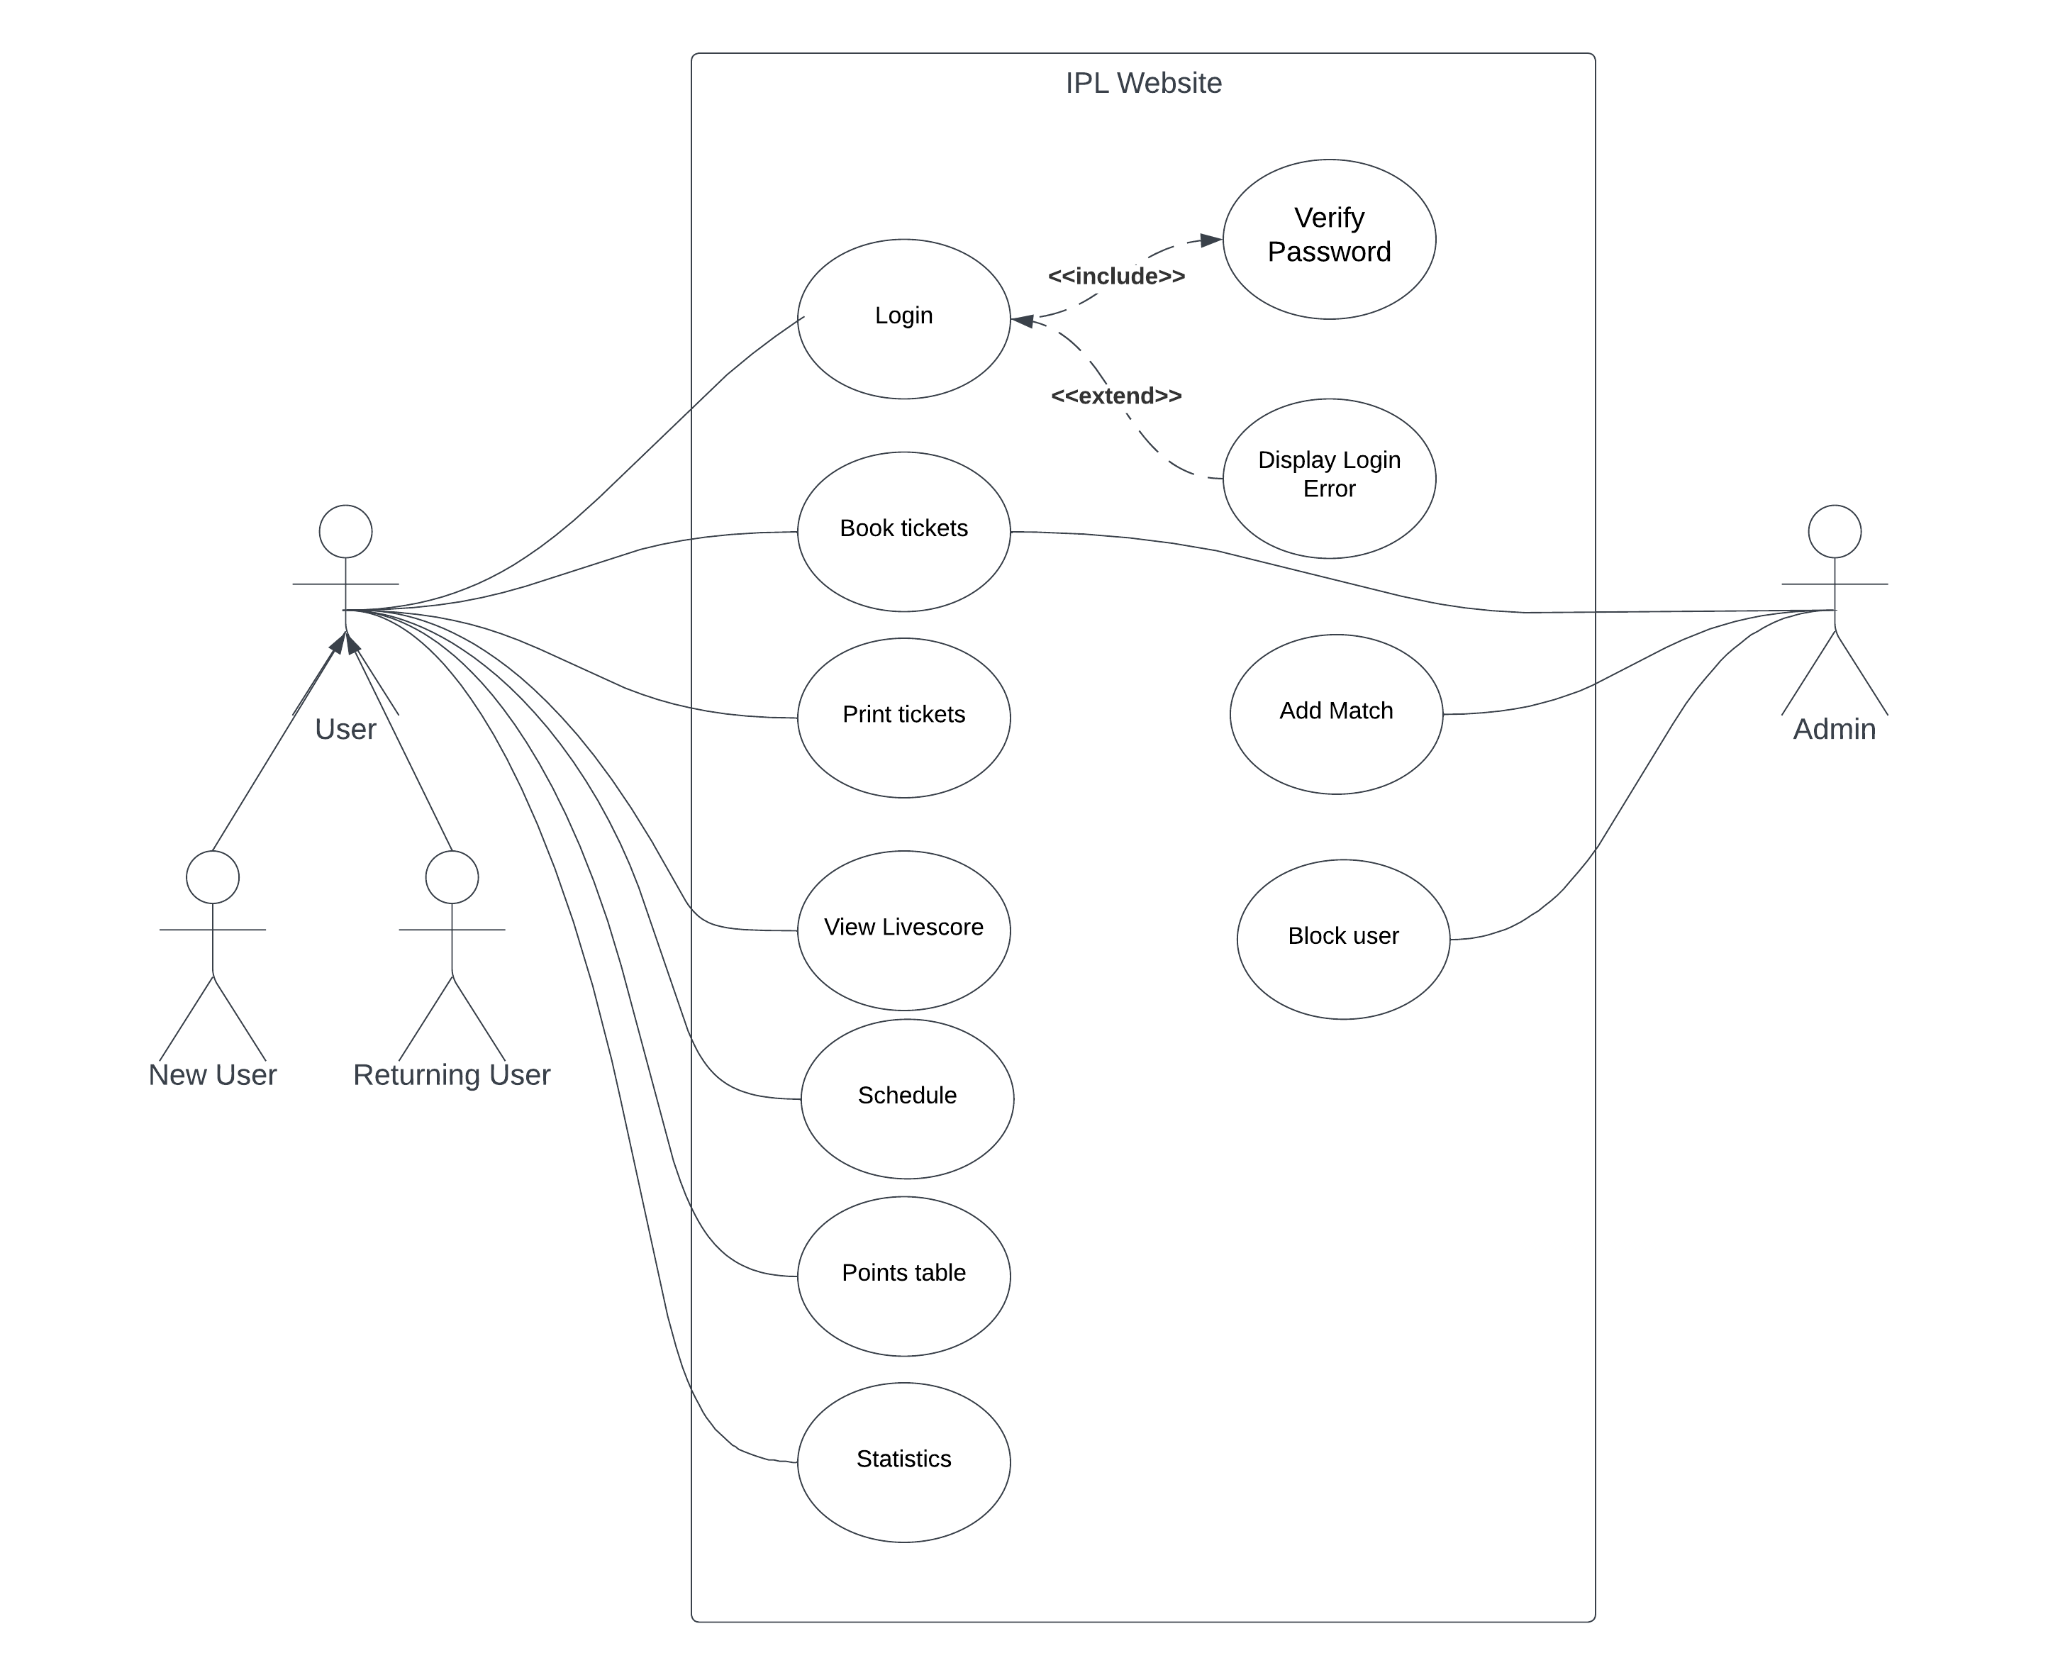 IPL Website
Verify
Password
<<include>>
Login
<<extend>>
Display Login
Error
Book tickets
Print tickets
Add Match
User
Admin
View Livescore
Block user
New User
Returning User
Schedule
Points table
Statistics